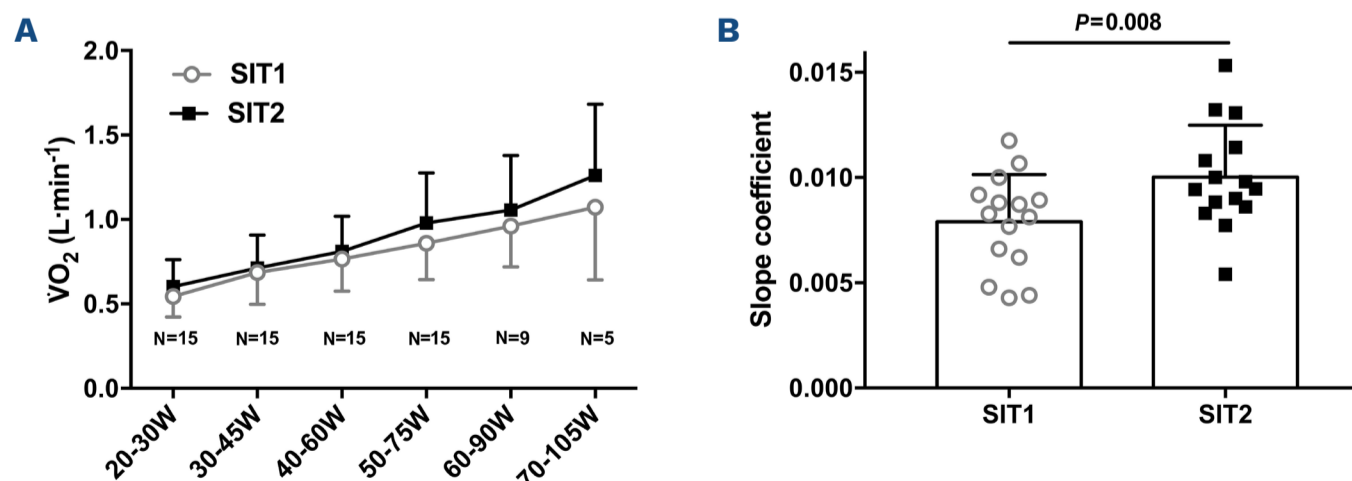 A
V̇O2 (L·min-1)
2.0
1.5
1.0
0.5
0.0
SIT1
SIT2
N=15
N=15
N=15
N=15
N=9
N=5
20-30W
30-45W
40-60W
50-75W
60-90W
70-105W
B
P=0.008
Slope coefficient
0.015
0.010
0.005
0.000
SIT1
SIT2